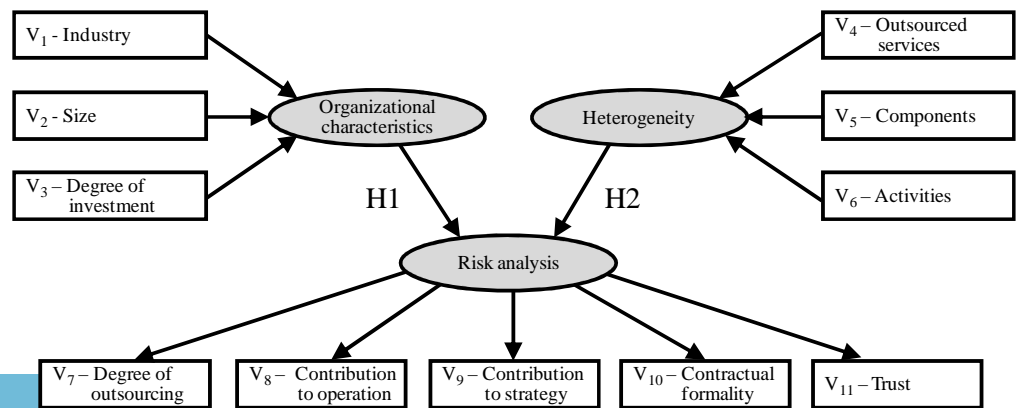 V₁ - Industry
V₂ - Size
V₃ – Degree of
investment
Organizational
characteristics
Heterogeneity
V₄ – Outsourced
services
V₅ – Components
V₆ – Activities
H1
H2
Risk analysis
V₇ – Degree of
outsourcing
V₈ – Contribution
to operation
V₉ – Contribution
to strategy
V₁₀ – Contractual
formality
V₁₁ – Trust